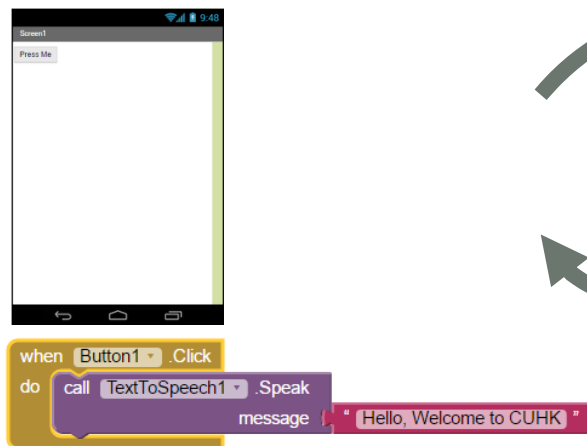 9:48
Screen1
Press Me
when Button1 .Click
do call TextToSpeech1 .Speak
message " Hello, Welcome to CUHK "